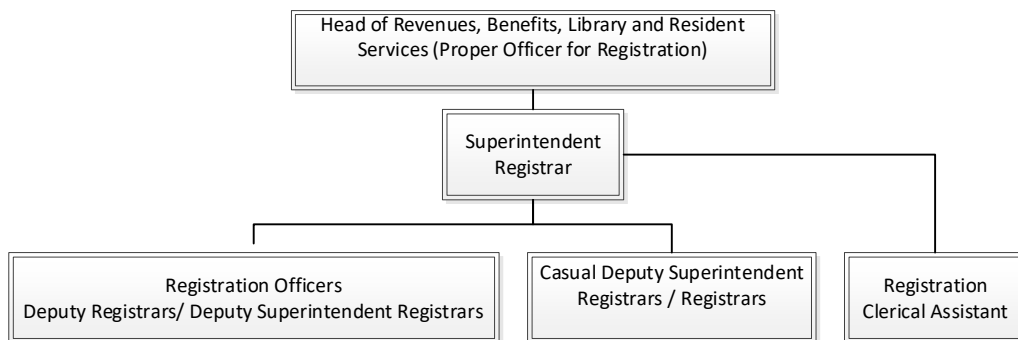 Head of Revenues, Benefits, Library and Resident
Services (Proper Officer for Registration)
Superintendent
Registrar
Registration Officers
Deputy Registrars/ Deputy Superintendent Registrars
Casual Deputy Superintendent
Registrars / Registrars
Registration
Clerical Assistant